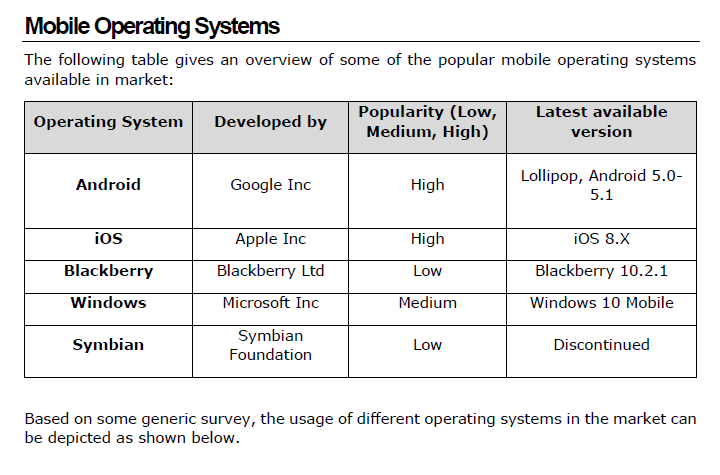 Mobile Operating Systems
The following table gives an overview of some of the popular mobile operating systems
available in market:
Operating System	Developed by	Popularity (Low,
Medium, High)	Latest available
version
Android	Google Inc	High	Lollipop, Android 5.0-
5.1
iOS	Apple Inc	High	iOS 8.X
Blackberry	Blackberry Ltd	Low	Blackberry 10.2.1
Windows	Microsoft Inc	Medium	Windows 10 Mobile
Symbian	Symbian
Foundation	Low	Discontinued
Based on some generic survey, the usage of different operating systems in the market can
be depicted as shown below.